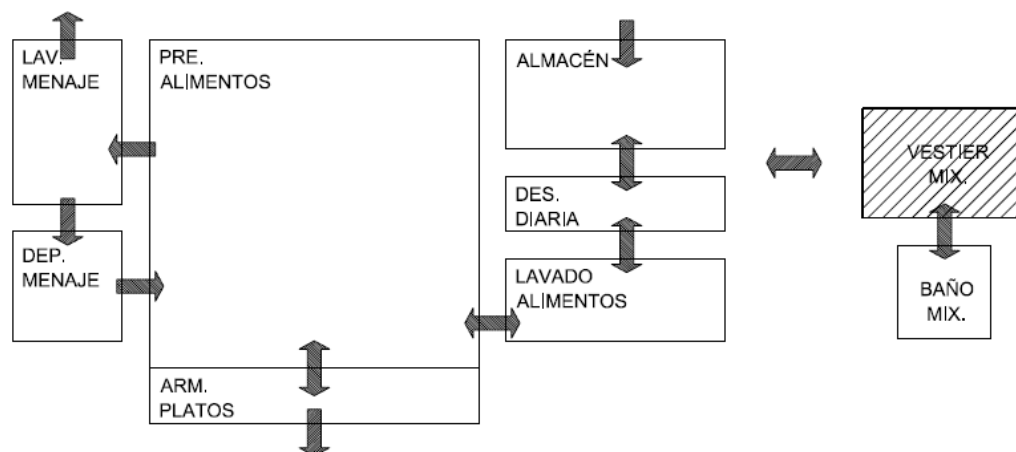 LAV.
MENAJE
PRE.
ALIMENTOS
ALMACÉN
VESTIER
MIX.
DES.
DIARIA
DEP.
MENAJE
LAVADO
ALIMENTOS
BAÑO
MIX.
ARM.
PLATOS